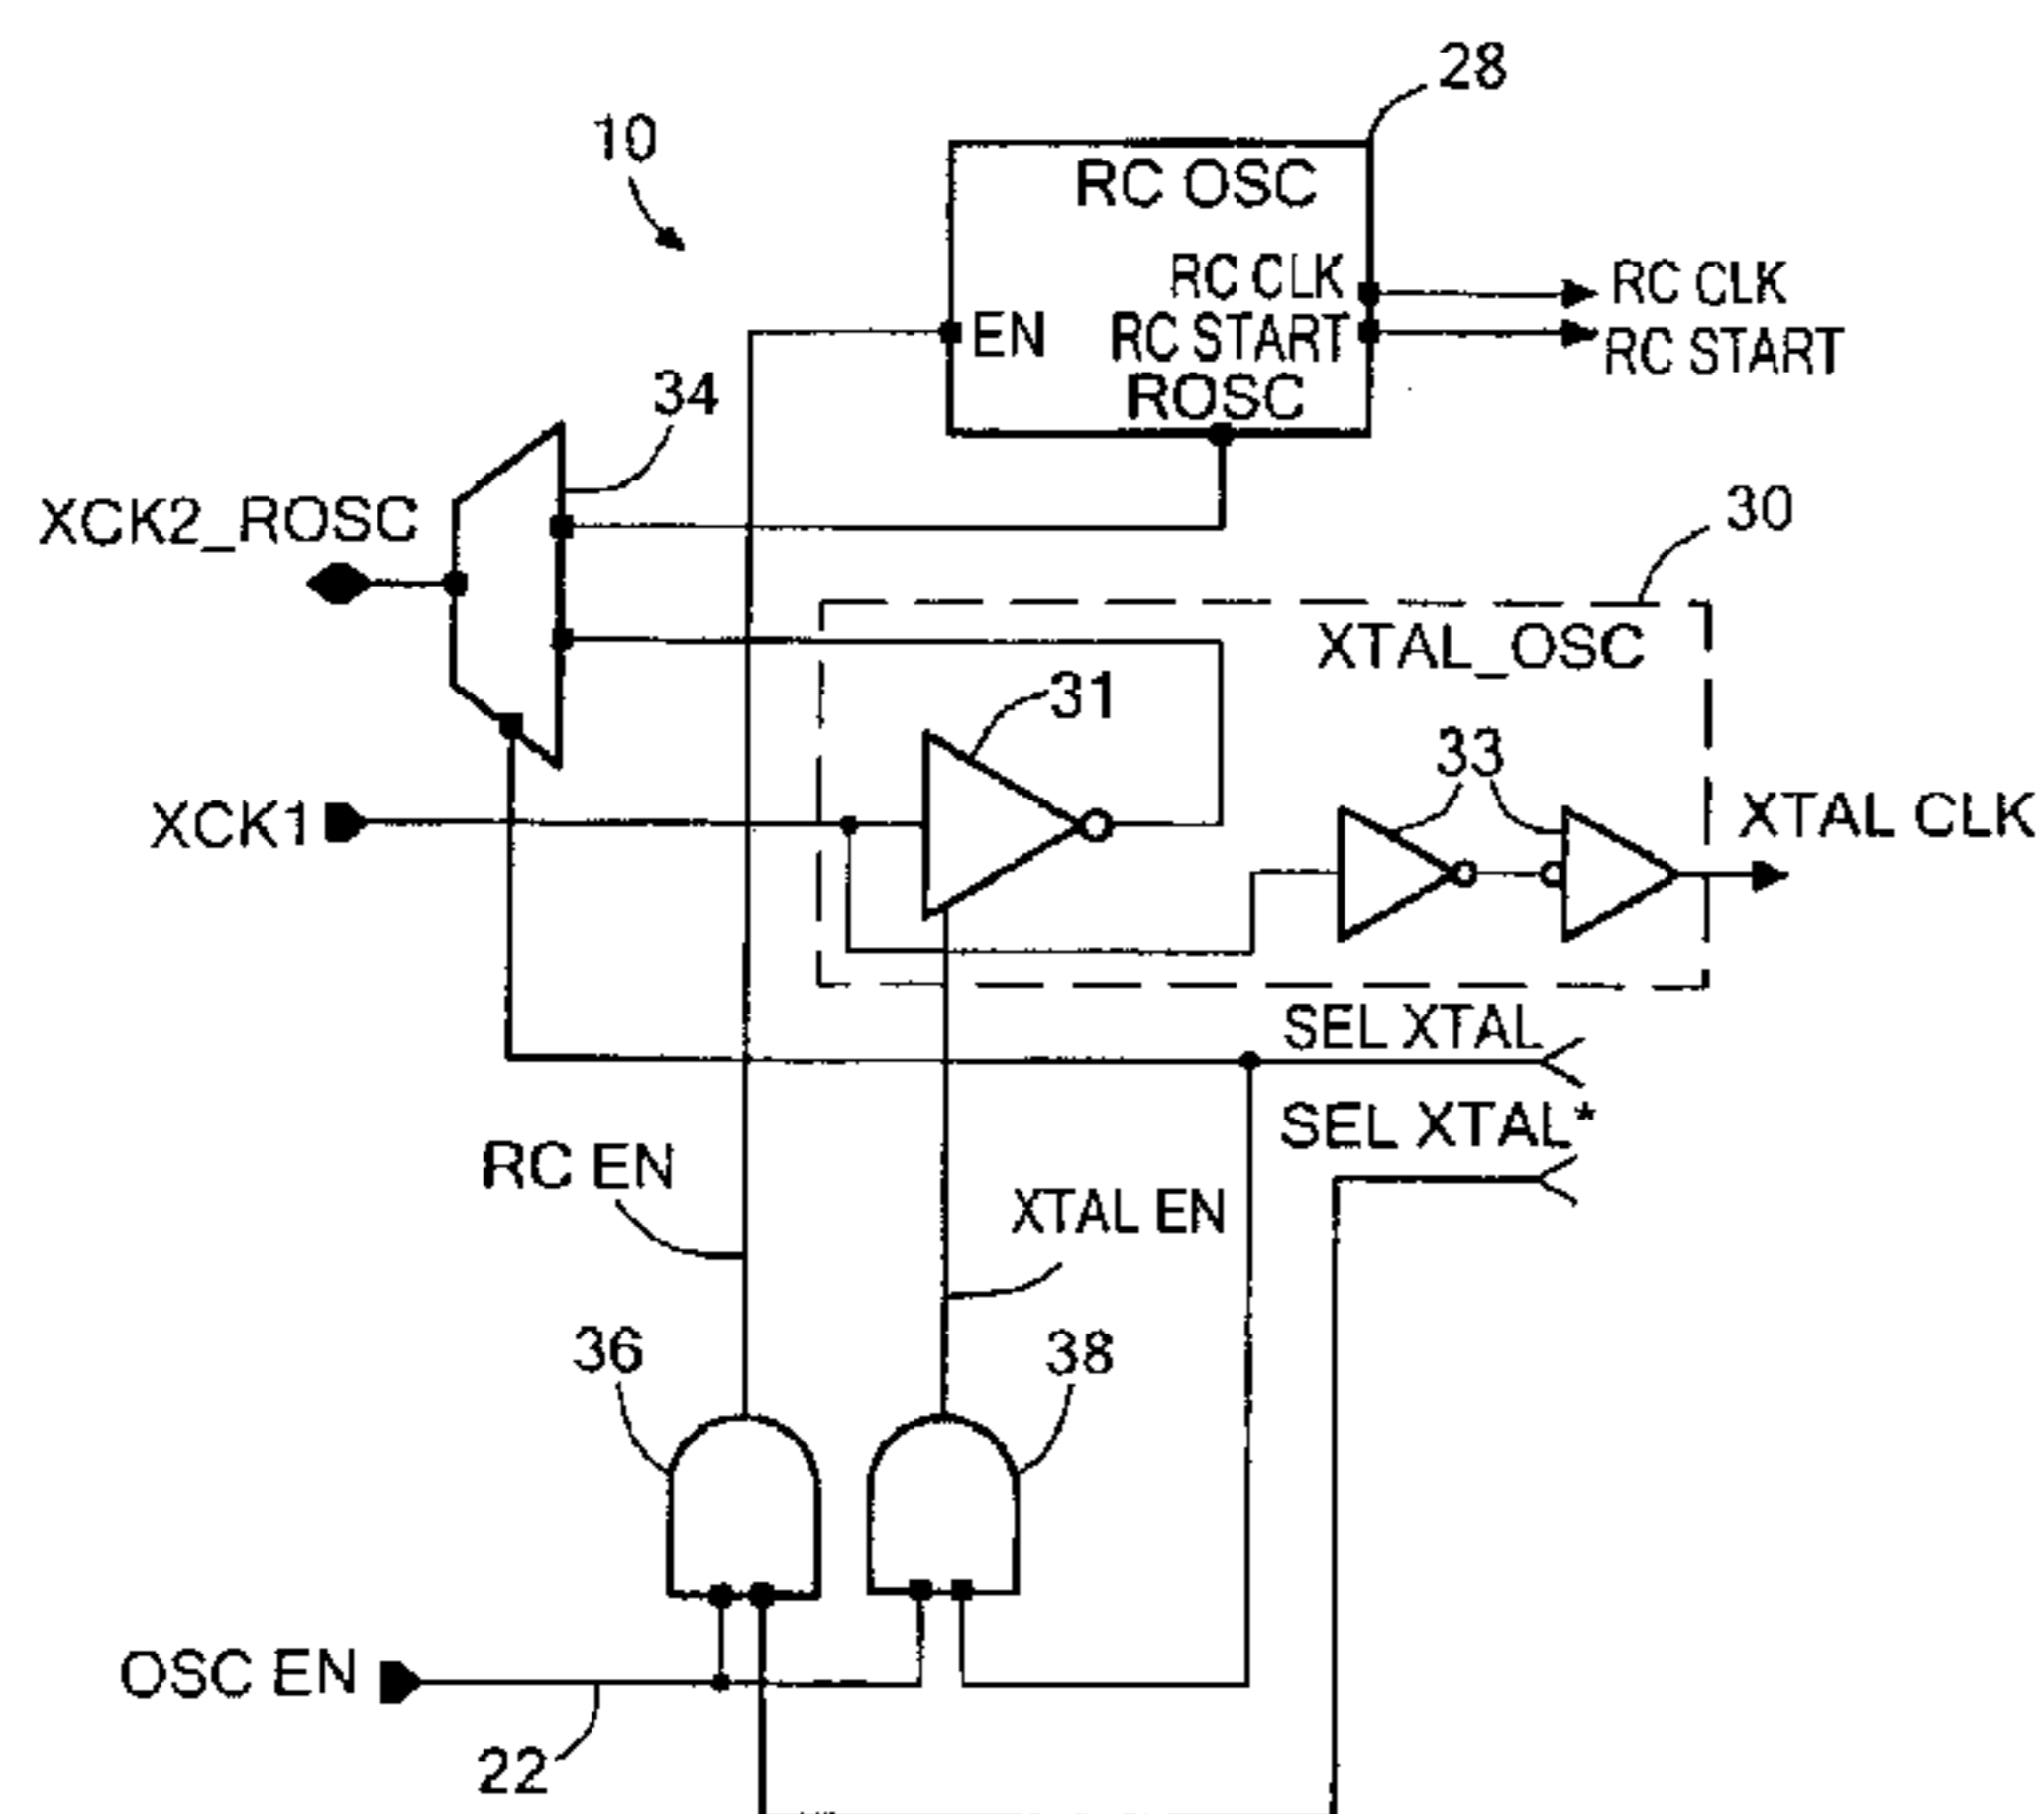 28
10
RC OSC
RC CLK
RC CLK
EN
RC START
RC START
ROSC
34
XCK2_ROSC
30
XTAL_OSC
31
33
XCK1
XTAL CLK
SEL XTAL
SEL XTAL*
RC EN
XTAL EN
36
38
OSC EN
22